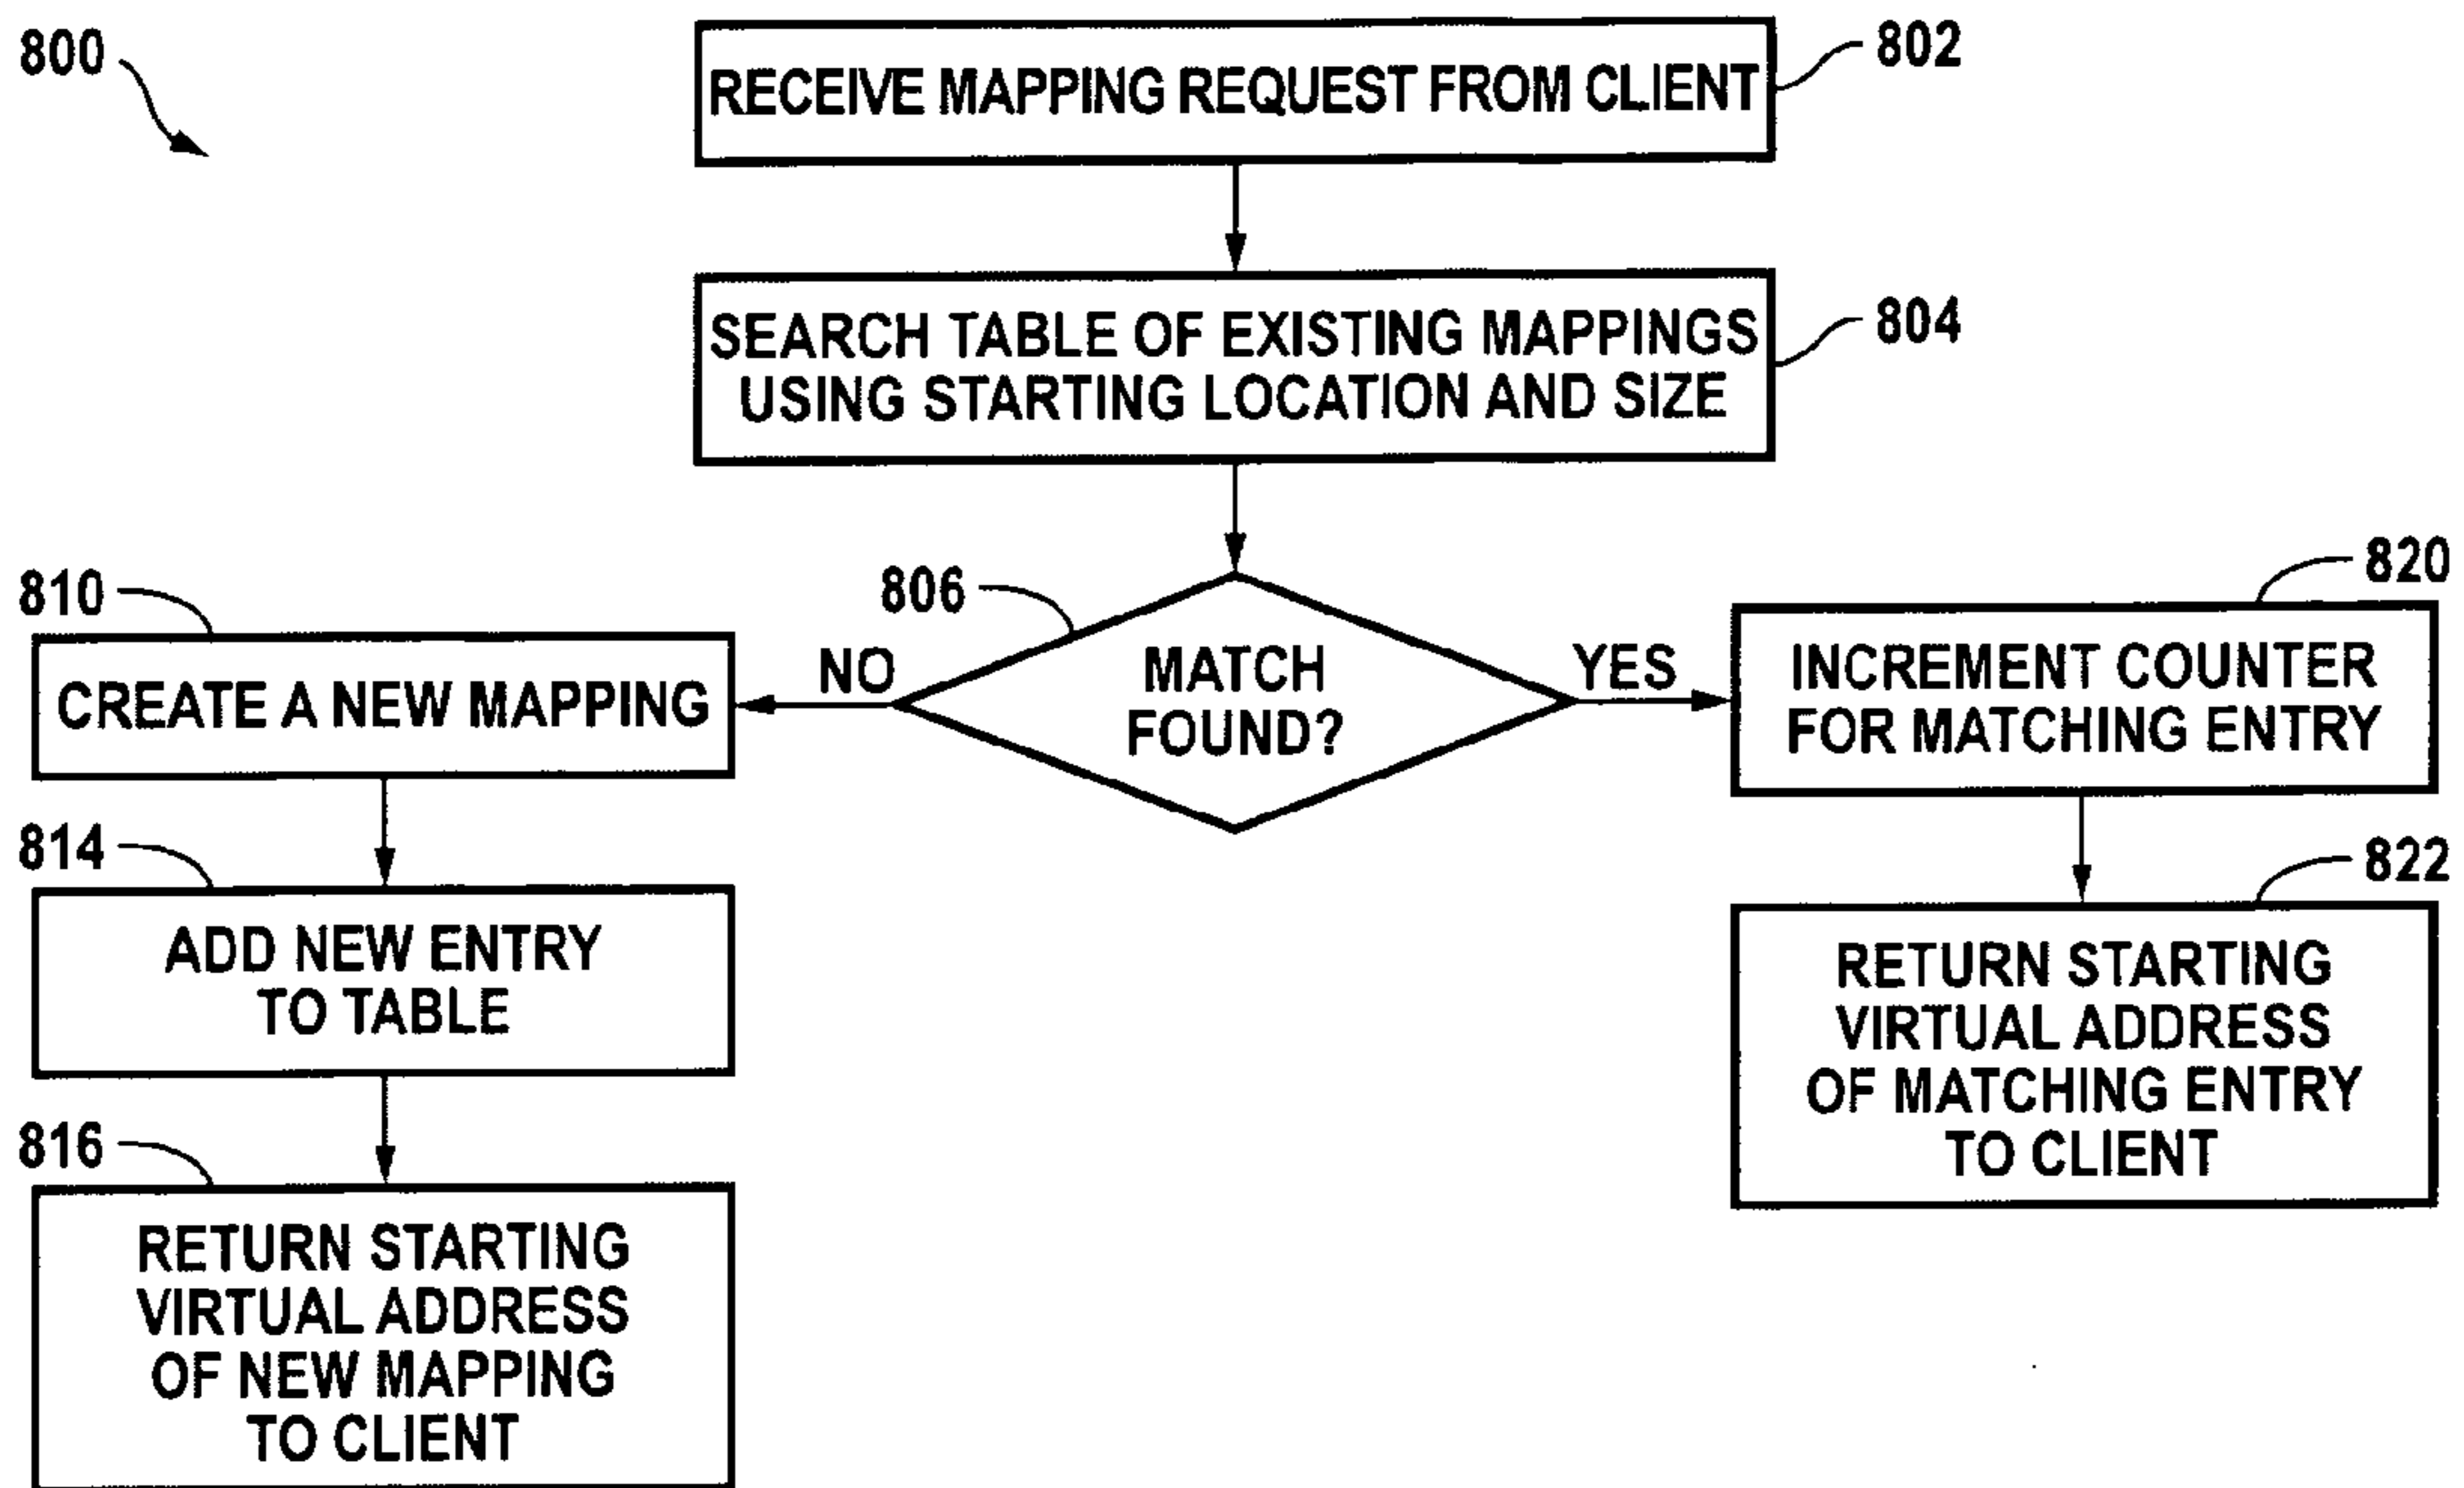 800
RECEIVE MAPPING REQUEST FROM CLIENT
802
SEARCH TABLE OF EXISTING MAPPINGS
USING STARTING LOCATION AND SIZE
804
806
MATCH
FOUND?
NO
YES
810
CREATE A NEW MAPPING
814
ADD NEW ENTRY
TO TABLE
816
RETURN STARTING
VIRTUAL ADDRESS
OF NEW MAPPING
TO CLIENT
820
INCREMENT COUNTER
FOR MATCHING ENTRY
822
RETURN STARTING
VIRTUAL ADDRESS
OF MATCHING ENTRY
TO CLIENT